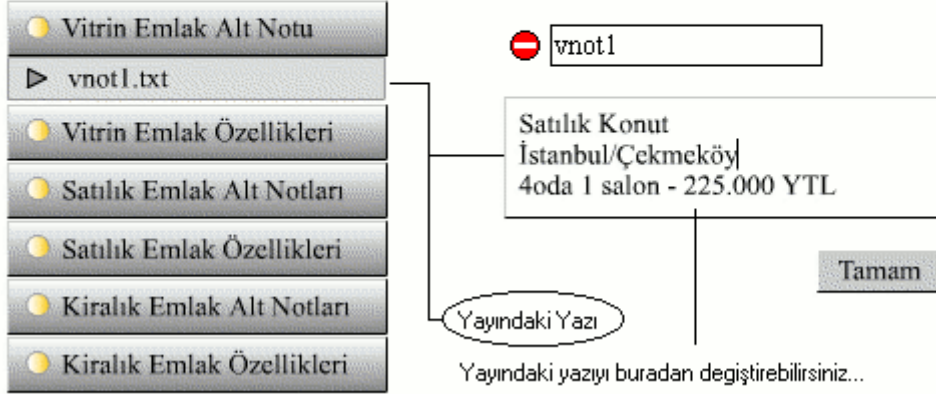 Vitrin Emlak Alt Notu
vnot1.txt
Vitrin Emlak Özellikleri
Satılık Emlak Alt Notları
Satılık Emlak Özellikleri
Kiralık Emlak Alt Notları
Kiralık Emlak Özellikleri
vnot1
Satılık Konut
İstanbul/Çekmeköy
4oda 1 salon - 225.000 YTL
Tamam
Yayındaki Yazı
Yayındaki yazıyı buradan degiştirebilirsiniz...